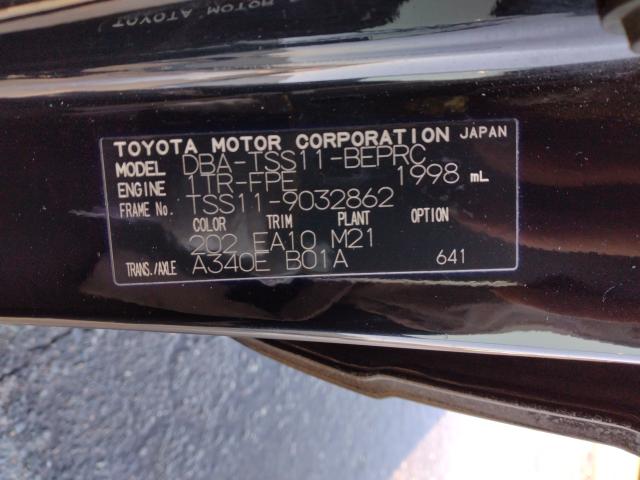 TOYOTA MOTOR CORPORATION JAPAN
MODEL DBA-TSS11-BEPRC
ENGINE 1TR-FPE 1998 mL
FRAME No. TSS11-9032862
COLOR TRIM PLANT OPTION
202 EA10 M21
TRANS./AXLE A340E B01A 641